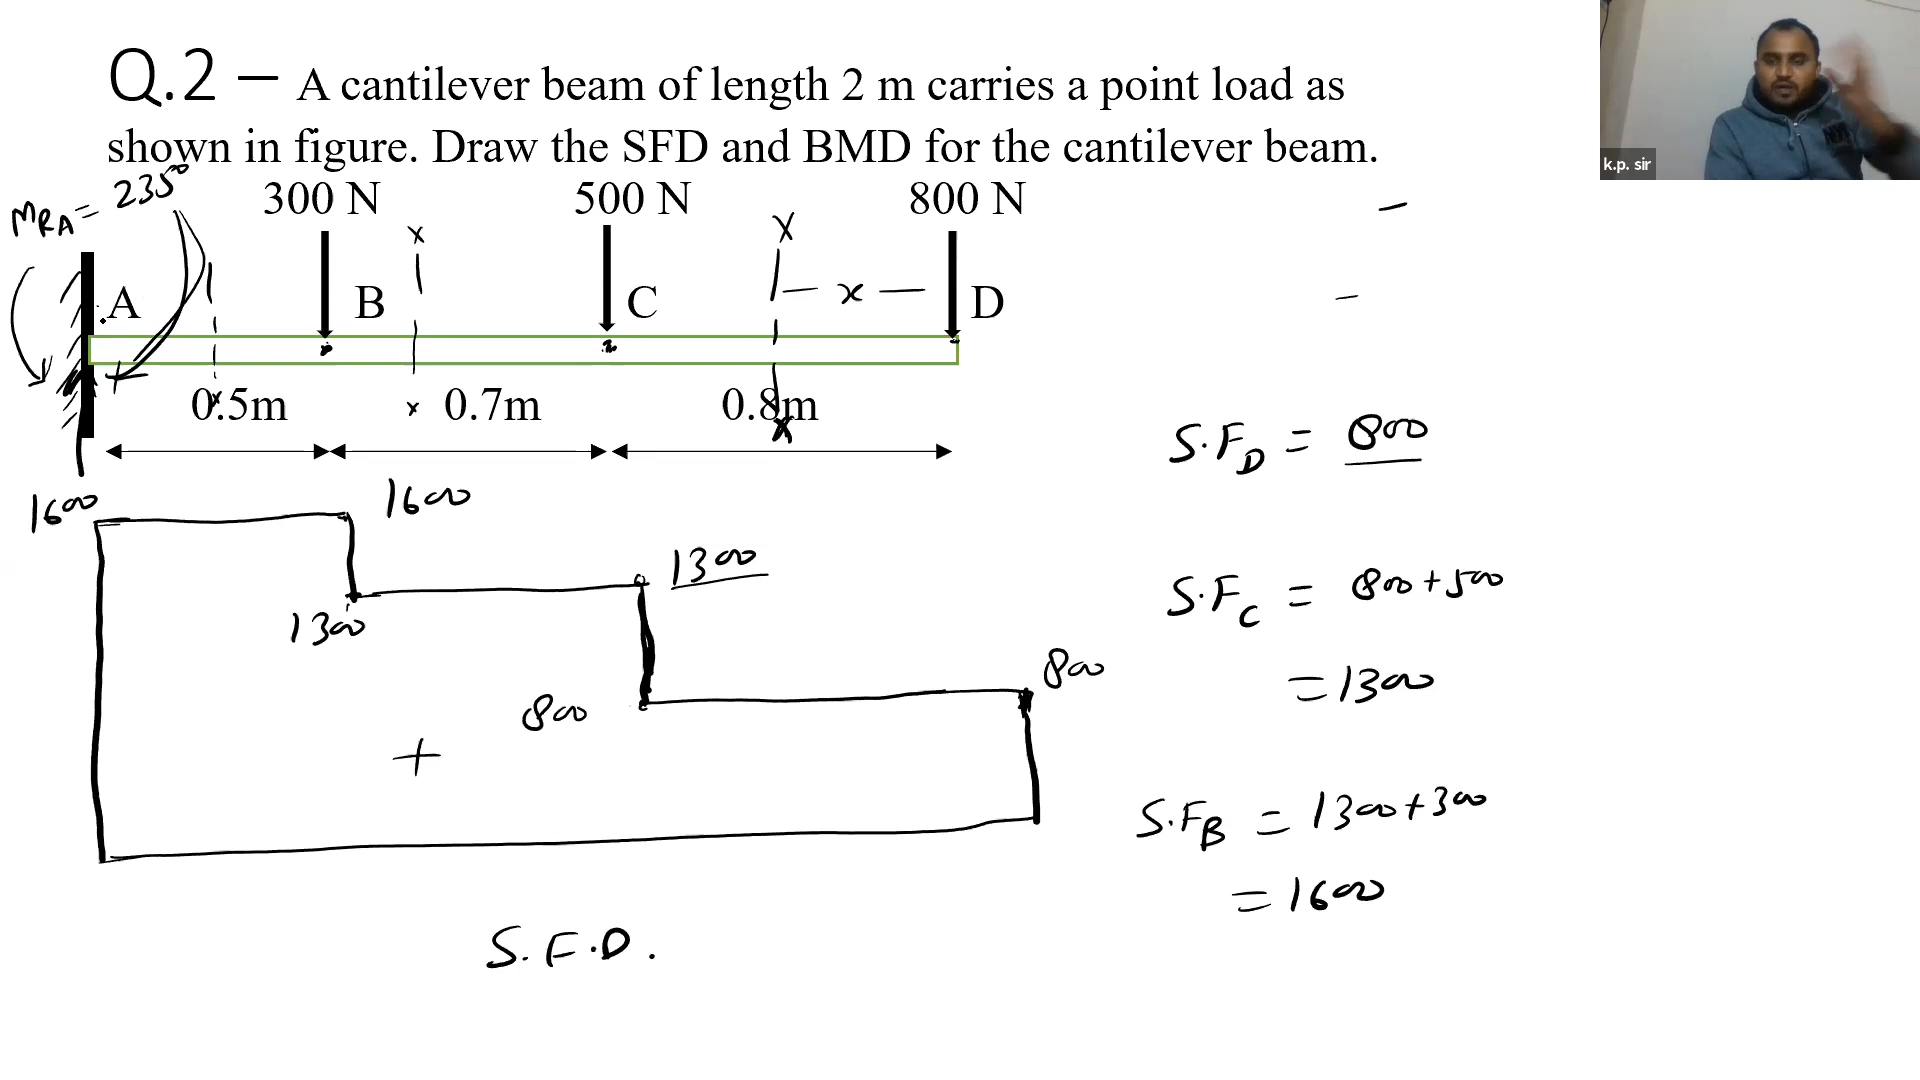 Q.2 – A cantilever beam of length 2 m carries a point load as
shown in figure. Draw the SFD and BMD for the cantilever beam.
k.p. sir
MRA = 2350
300 N
500 N
800 N
x
X
A
B
C
D
– x –
0.5m
0.7m
0.8m
x
x
X
1600
1600
1300
1300
800
800
+
S.F.D.
S.F_D = 800
S.F_C = 800+500
=1300
S.F_B = 1300+300
= 1600